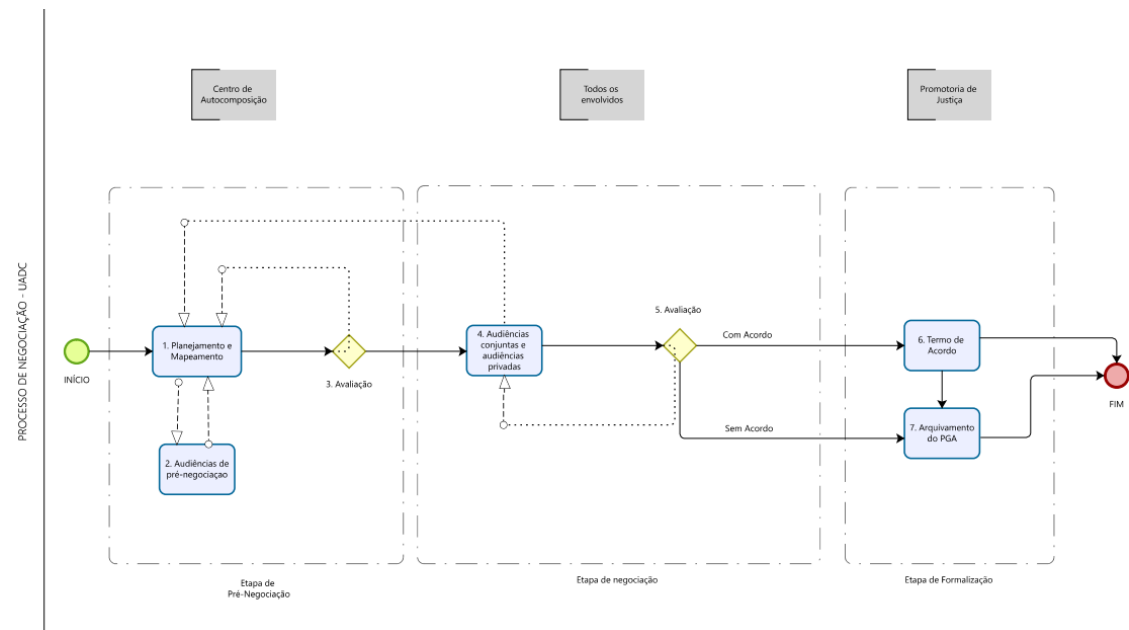 PROCESSO DE NEGOCIAÇÃO - UADC
Centro de
Autocomposição
Todos os
envolvidos
Promotoria de
Justiça
INÍCIO
1. Planejamento e
Mapeamento
2. Audiências de
pré-negociaçao
3. Avaliação
4. Audiências
conjuntas e
audiências
privadas
5. Avaliação
Com Acordo
Sem Acordo
6. Termo de
Acordo
7. Arquivamento
do PGA
FIM
Etapa de
Pré-Negociação
Etapa de negociação
Etapa de Formalização